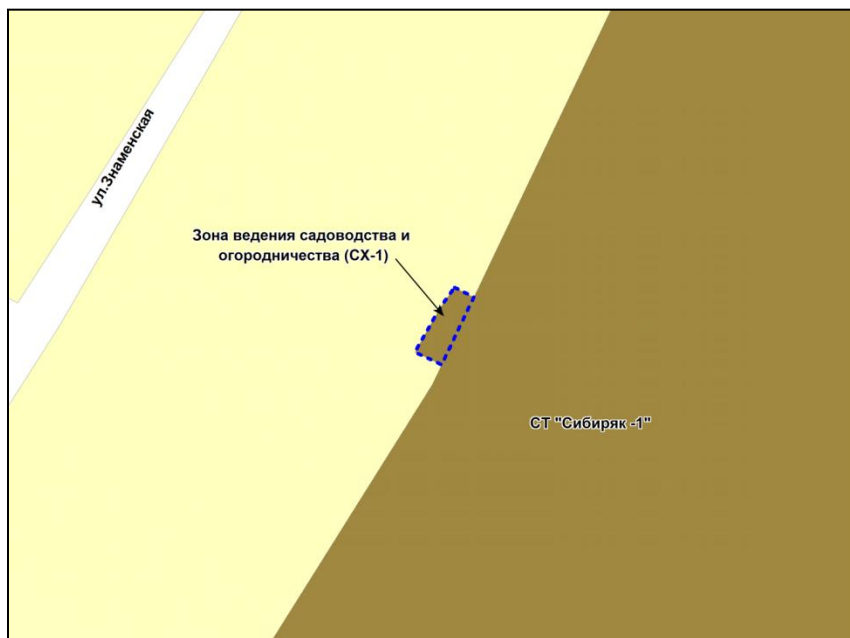 ул.Знаменская
Зона ведения садоводства и
огородничества (СХ-1)
СТ "Сибиряк -1"